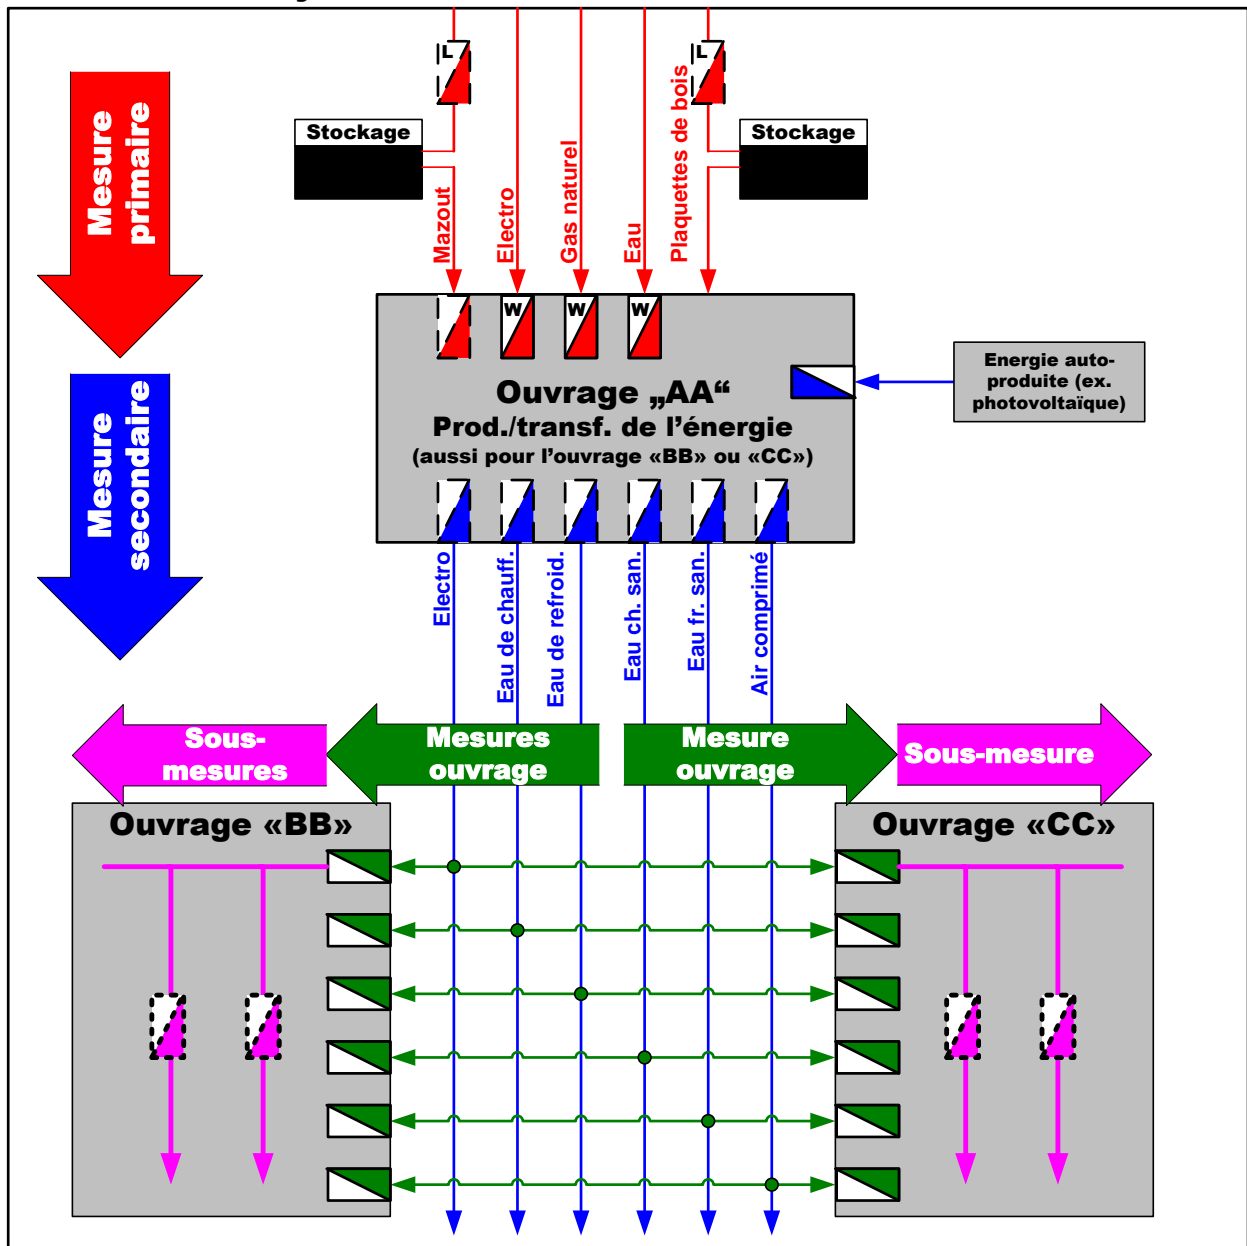 L
L
Stockage
Stockage
Mesure
primaire
Mazout
Electro
Gas naturel
Eau
Plaquettes de bois
W
W
W
Energie auto-
produite (ex.
photovoltaïque)
Ouvrage „AA“
Prod./transf. de l’énergie
(aussi pour l’ouvrage «BB» ou «CC»)
Mesure
secondaire
Electro
Eau de chauff.
Eau de refroid.
Eau ch. san.
Eau fr. san.
Air comprimé
Sous-
mesures
Mesures
ouvrage
Mesure
ouvrage
Sous-mesure
Ouvrage «BB»
Ouvrage «CC»